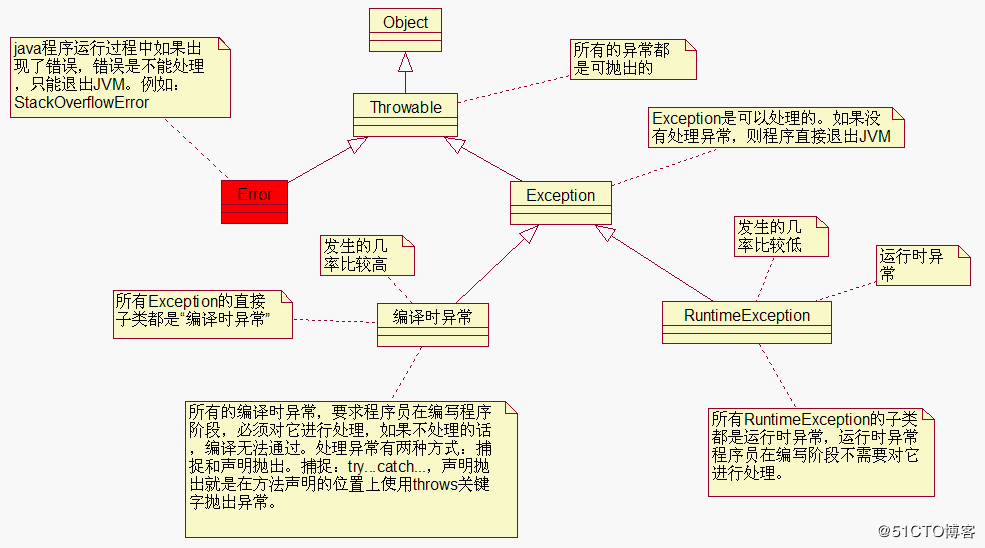 Object
java程序运行过程中如果出
现了错误，错误是不能处理
，只能退出JVM。例如：
StackOverflowError
所有的异常都
是可抛出的
Throwable
Exception是可以处理的。如果没
有处理异常，则程序直接退出JVM
Error
Exception
发生的几
率比较高
发生的几
率比较低
运行时异
常
所有Exception的直接
子类都是“编译时异常”
编译时异常
RuntimeException
所有的编译时异常，要求程序员在编写程序
阶段，必须对它进行处理，如果不处理的话
，编译无法通过。处理异常有两种方式：捕
捉和声明抛出。捕捉：try...catch...，声明抛
出就是在方法声明的位置上使用throws关键
字抛出异常。
所有RuntimeException的子类
都是运行时异常，运行时异常
程序员在编写阶段不需要对它
进行处理。
@51CTO博客